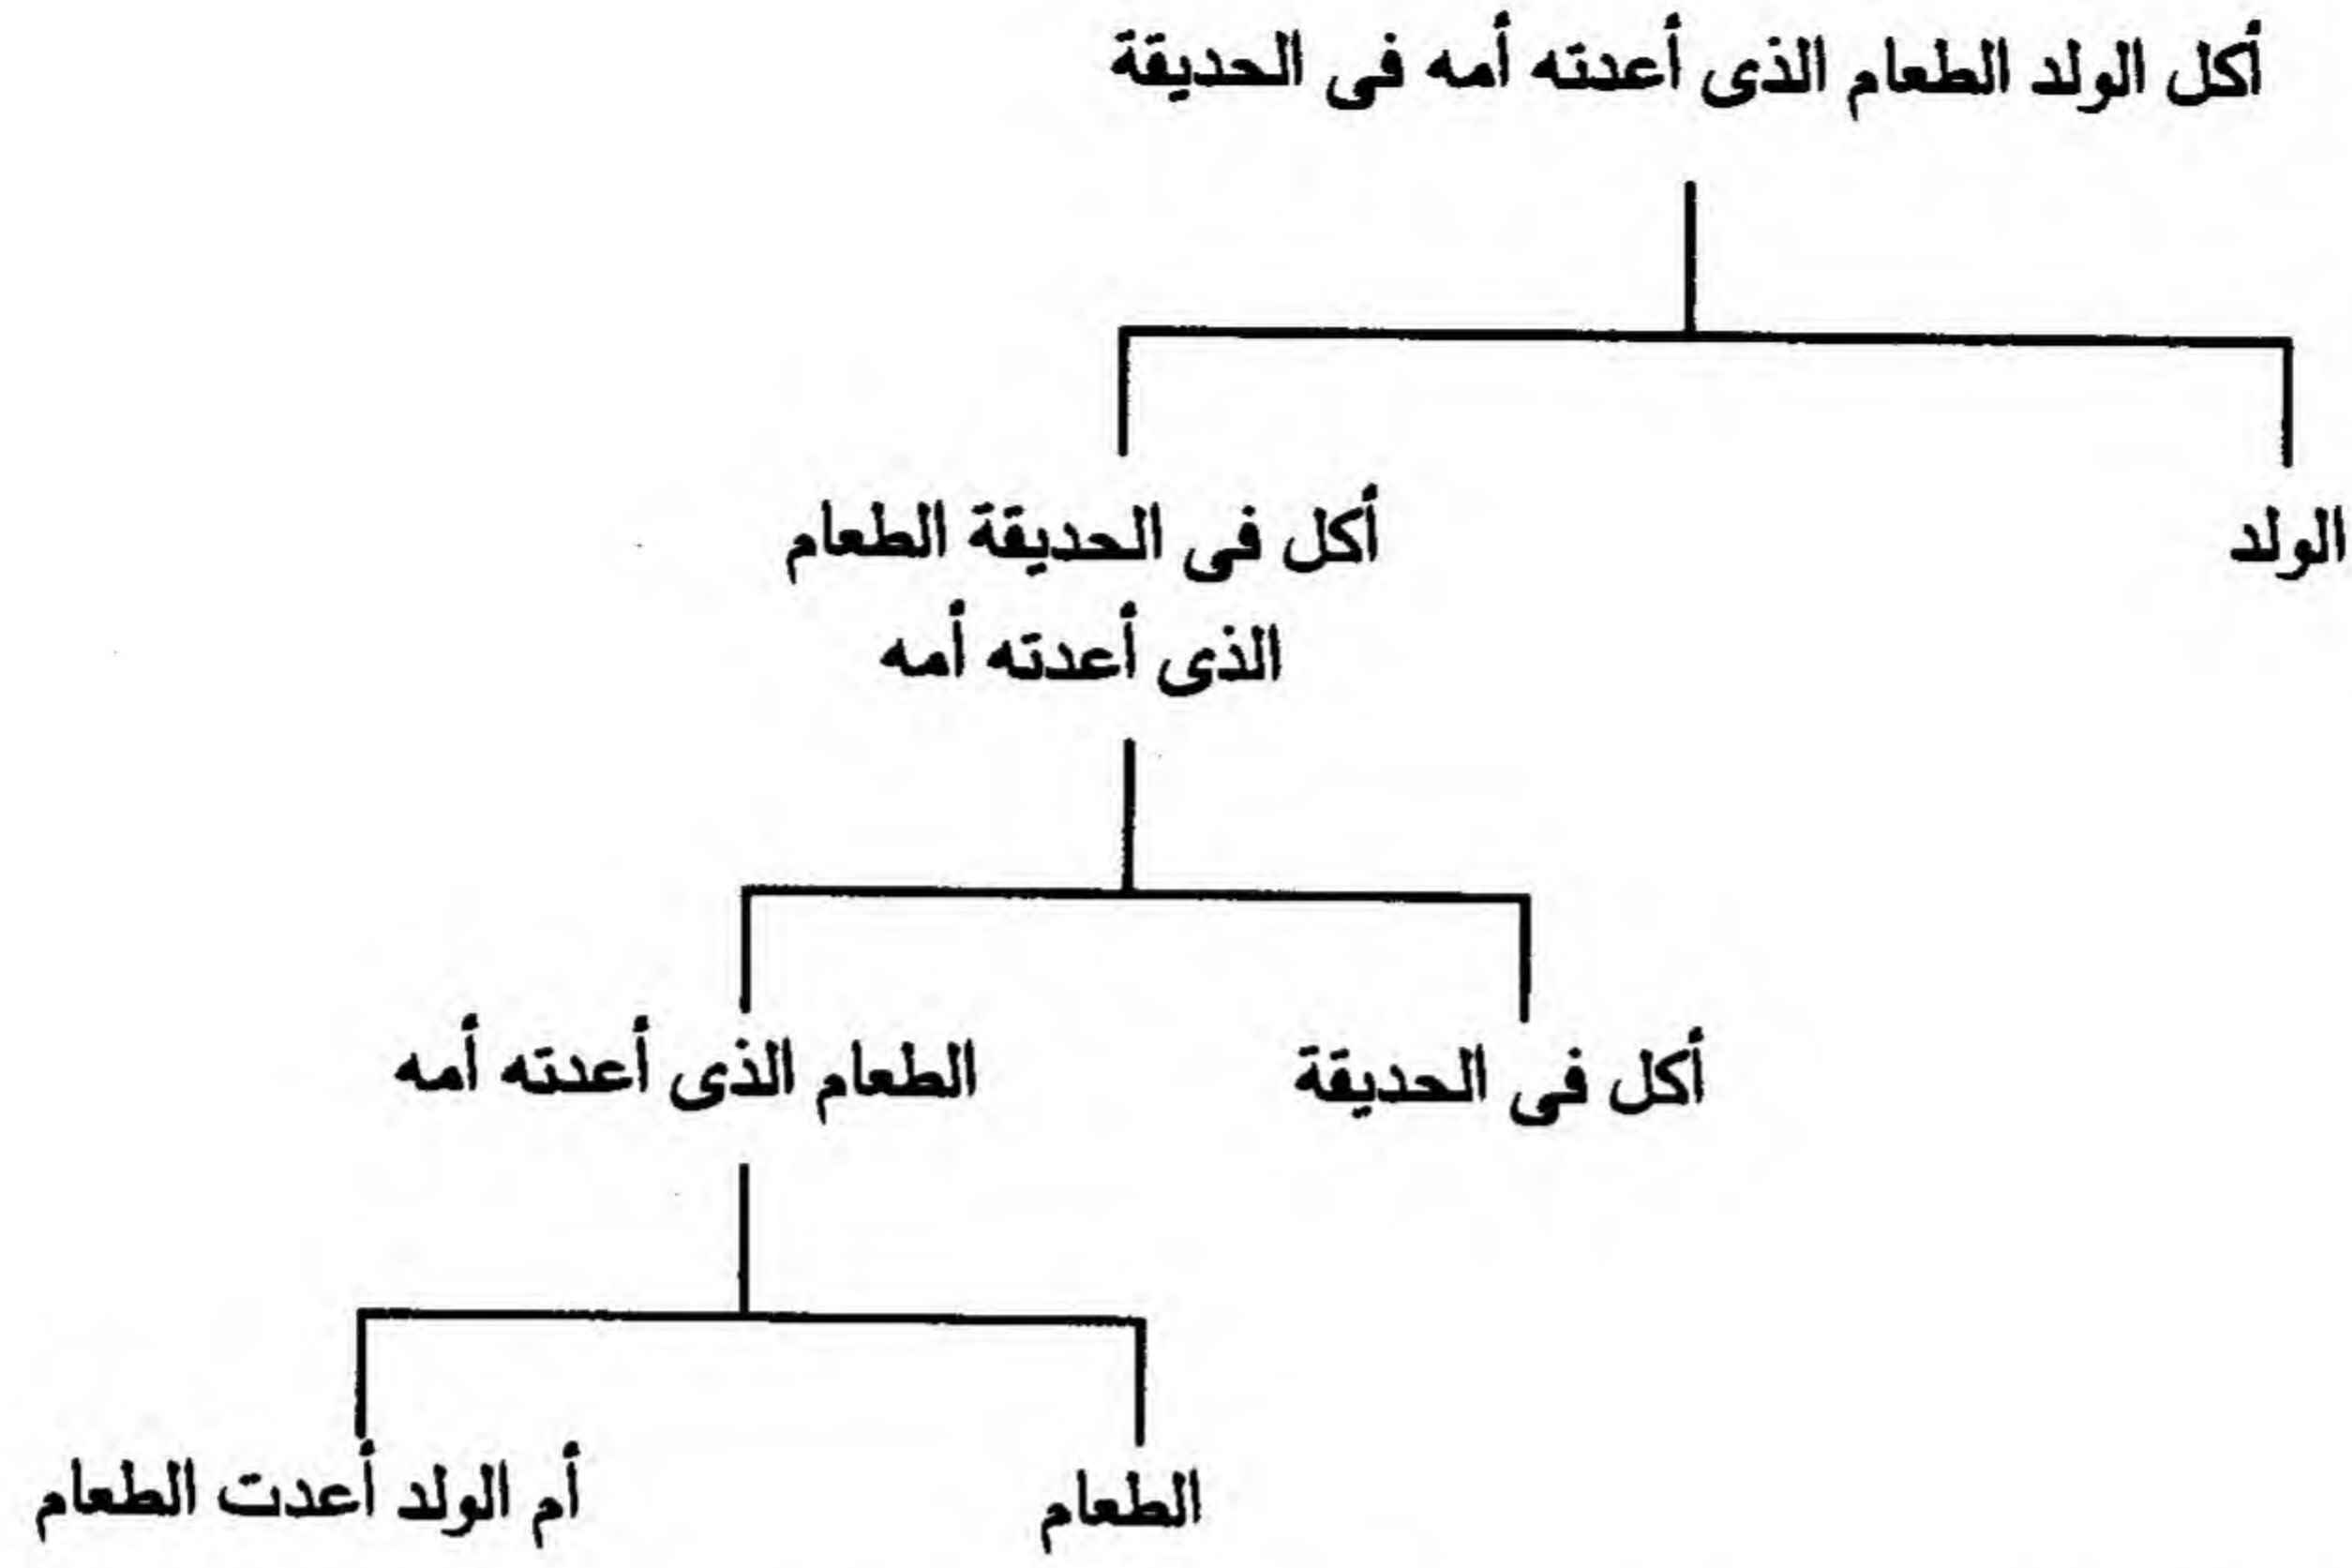 أكل الولد الطعام الذى أعدته أمه فى الحديقة
الولد
أكل فى الحديقة الطعام
الذى أعدته أمه
أكل فى الحديقة
الطعام الذى أعدته أمه
الطعام
أم الولد أعدت الطعام